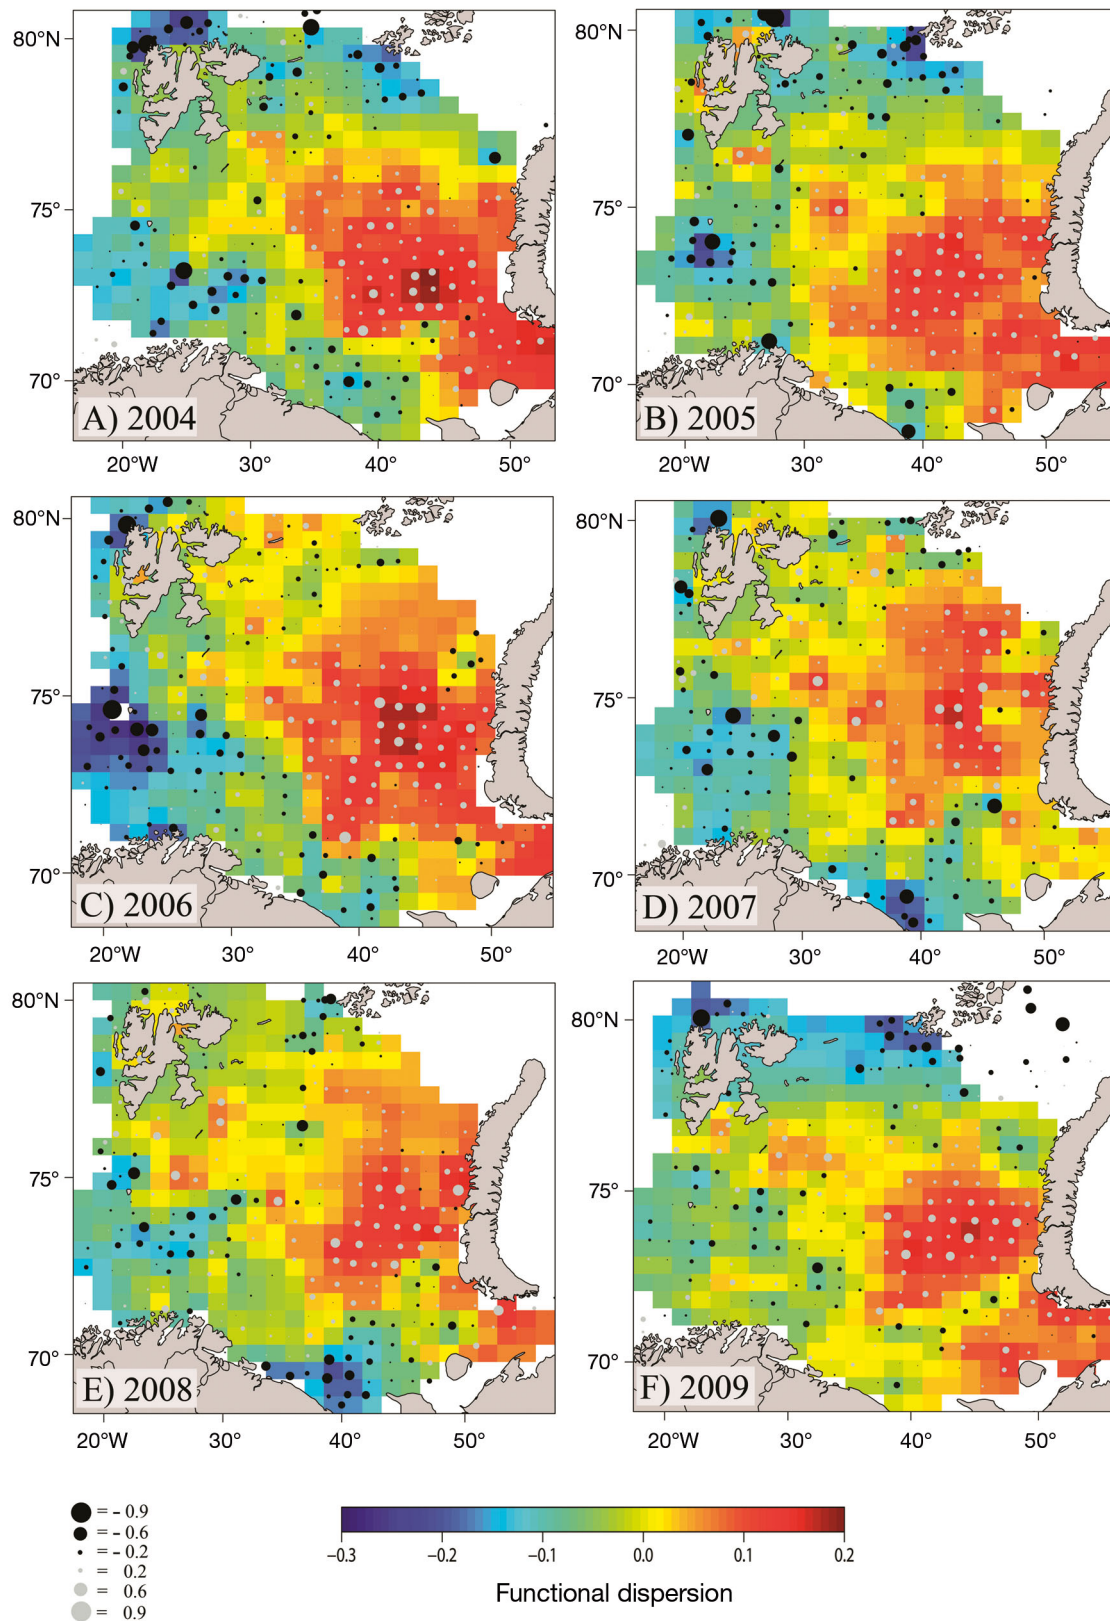 80°N
75°
70°
A) 2004
20°W 30° 40° 50°
80°N
75°
70°
B) 2005
20°W 30° 40° 50°
80°N
75°
70°
C) 2006
20°W 30° 40° 50°
80°N
75°
70°
D) 2007
20°W 30° 40° 50°
80°N
75°
70°
E) 2008
20°W 30° 40° 50°
80°N
75°
70°
F) 2009
20°W 30° 40° 50°
= – 0.9
= – 0.6
= – 0.2
= 0.2
= 0.6
= 0.9
–0.3 –0.2 –0.1 0.0 0.1 0.2
Functional dispersion